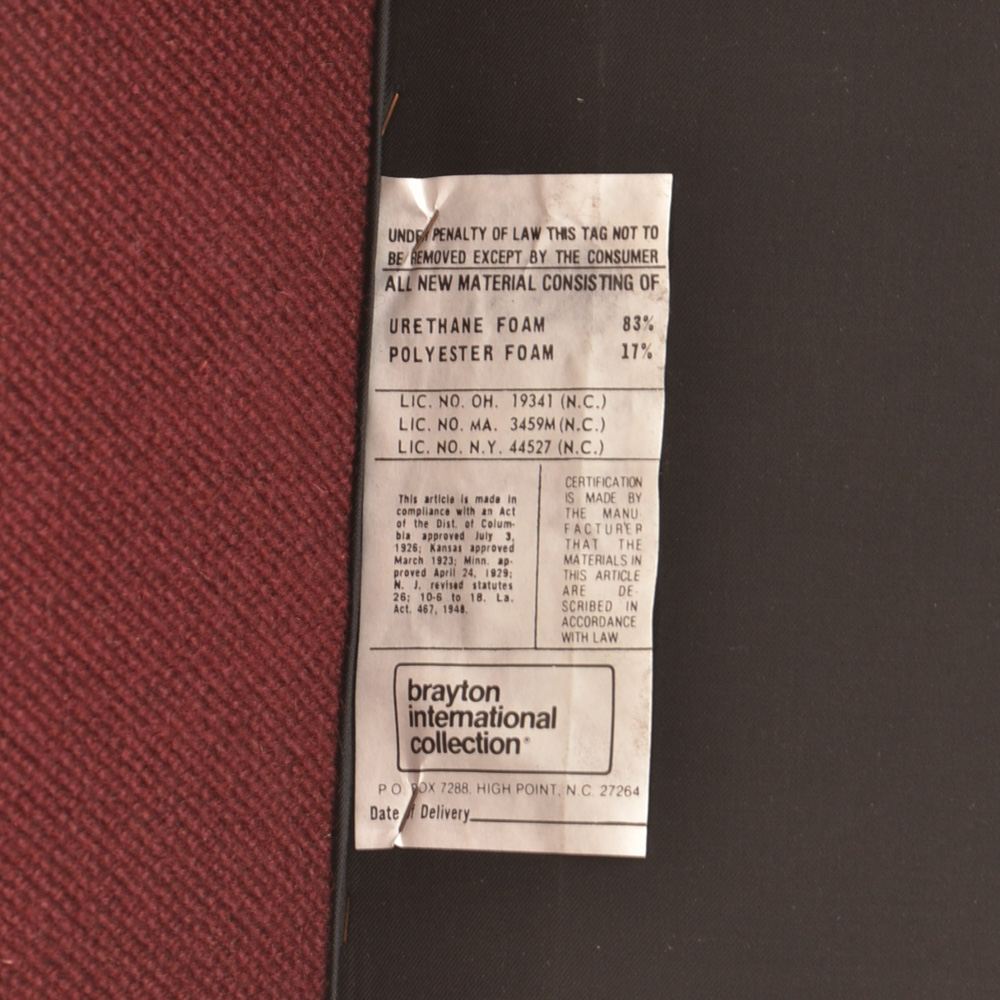 UNDER PENALTY OF LAW THIS TAG NOT TO
BE REMOVED EXCEPT BY THE CONSUMER
ALL NEW MATERIAL CONSISTING OF
URETHANE FOAM 83%
POLYESTER FOAM 17%
LIC. NO. OH. 19341 (N.C.)
LIC. NO. MA. 3459M (N.C.)
LIC. NO. N.Y. 44527 (N.C.)
This article is made in
compliance with an Act
of the Dist. of Colum-
bia approved July 3,
1926; Kansas approved
March 1923; Minn. ap-
proved April 24, 1929;
N. J. revised statutes
26; 10-6 to 18. La.
Act. 467, 1948.
CERTIFICATION
IS MADE BY
THE MANU-
FACTURER
THAT THE
MATERIALS IN
THIS ARTICLE
ARE DE-
SCRIBED IN
ACCORDANCE
WITH LAW
brayton
international
collection®
P.O. BOX 7288, HIGH POINT, N.C. 27264
Date of Delivery